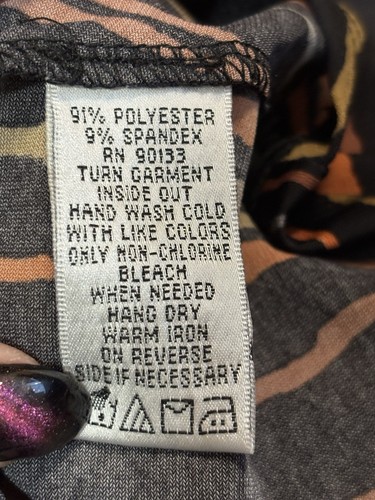 91% POLYESTER
9% SPANDEX
RN 90133
TURN GARMENT
INSIDE OUT
HAND WASH COLD
WITH LIKE COLORS
ONLY NON-CHLORINE
BLEACH
WHEN NEEDED
HAND DRY
WARM IRON
ON REVERSE
SIDE IF NECESSARY